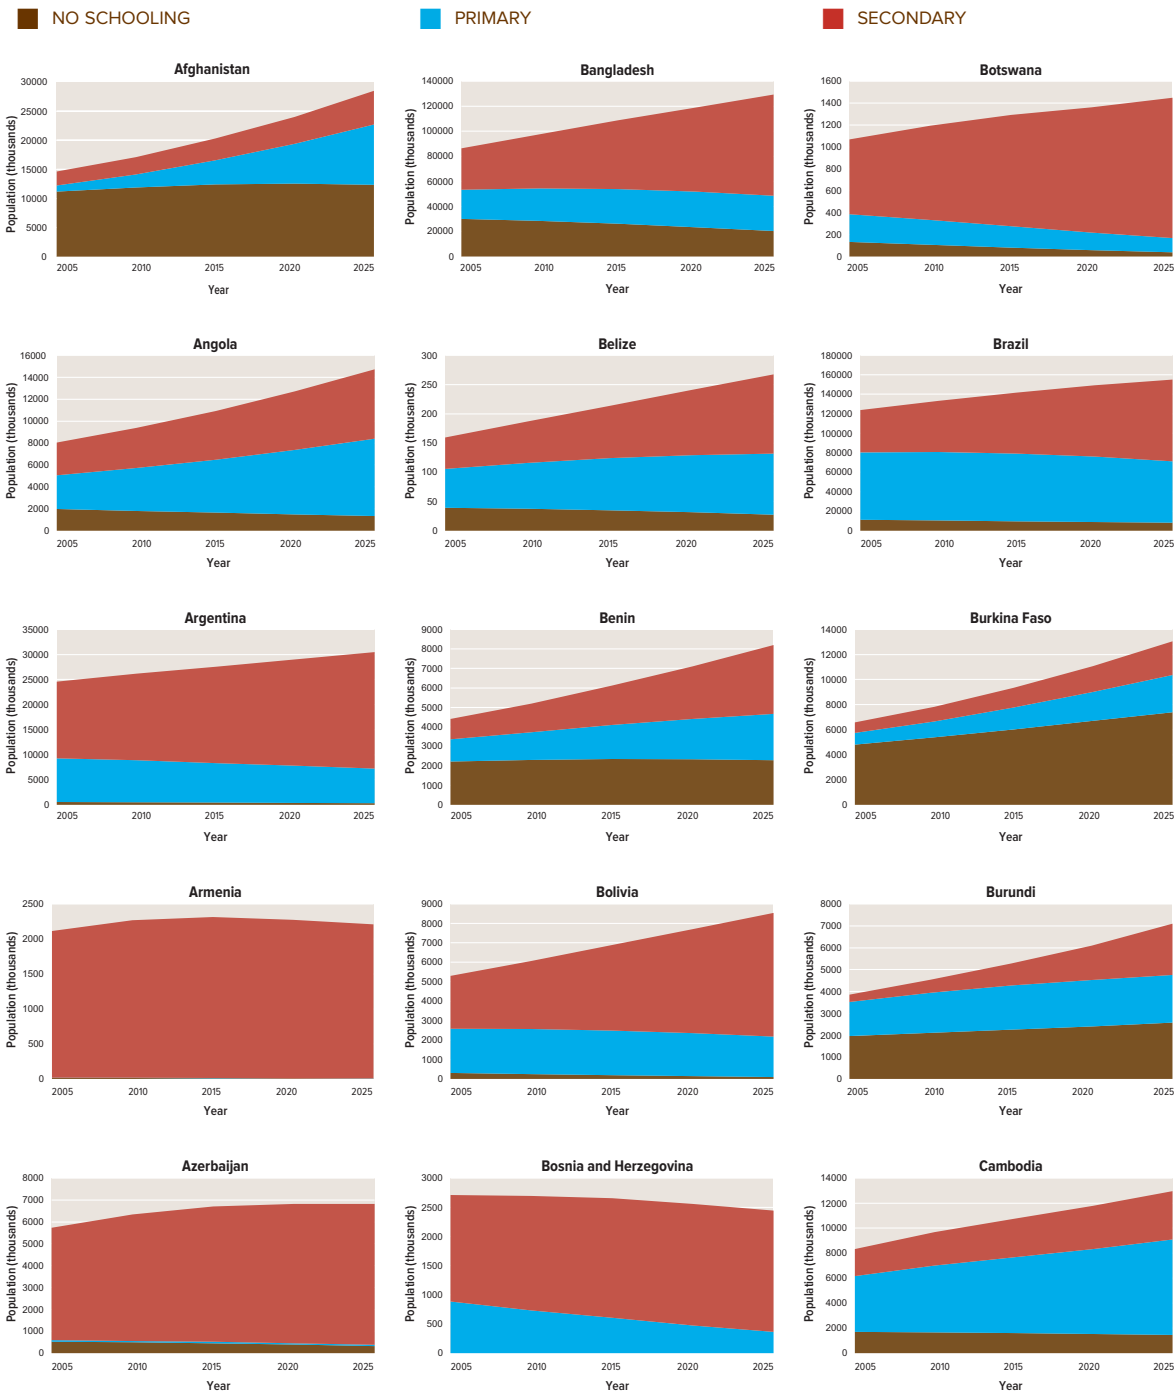 NO SCHOOLING
PRIMARY
SECONDARY
Afghanistan
Population (thousands)
30000
25000
20000
15000
10000
5000
0
2005 2010 2015 2020 2025
Year
Bangladesh
Population (thousands)
140000
120000
100000
80000
60000
40000
20000
0
2005 2010 2015 2020 2025
Year
Botswana
Population (thousands)
1600
1400
1200
1000
800
600
400
200
0
2005 2010 2015 2020 2025
Year
Angola
Population (thousands)
16000
14000
12000
10000
8000
6000
4000
2000
0
2005 2010 2015 2020 2025
Year
Belize
Population (thousands)
300
250
200
150
100
50
0
2005 2010 2015 2020 2025
Year
Brazil
Population (thousands)
180000
160000
140000
120000
100000
80000
60000
40000
20000
0
2005 2010 2015 2020 2025
Year
Argentina
Population (thousands)
35000
30000
25000
20000
15000
10000
5000
0
2005 2010 2015 2020 2025
Year
Benin
Population (thousands)
9000
8000
7000
6000
5000
4000
3000
2000
1000
0
2005 2010 2015 2020 2025
Year
Burkina Faso
Population (thousands)
14000
12000
10000
8000
6000
4000
2000
0
2005 2010 2015 2020 2025
Year
Armenia
Population (thousands)
2500
2000
1500
1000
500
0
2005 2010 2015 2020 2025
Year
Bolivia
Population (thousands)
9000
8000
7000
6000
5000
4000
3000
2000
1000
0
2005 2010 2015 2020 2025
Year
Burundi
Population (thousands)
8000
7000
6000
5000
4000
3000
2000
1000
0
2005 2010 2015 2020 2025
Year
Azerbaijan
Population (thousands)
8000
7000
6000
5000
4000
3000
2000
1000
0
2005 2010 2015 2020 2025
Year
Bosnia and Herzegovina
Population (thousands)
3000
2500
2000
1500
1000
500
0
2005 2010 2015 2020 2025
Year
Cambodia
Population (thousands)
14000
12000
10000
8000
6000
4000
2000
0
2005 2010 2015 2020 2025
Year